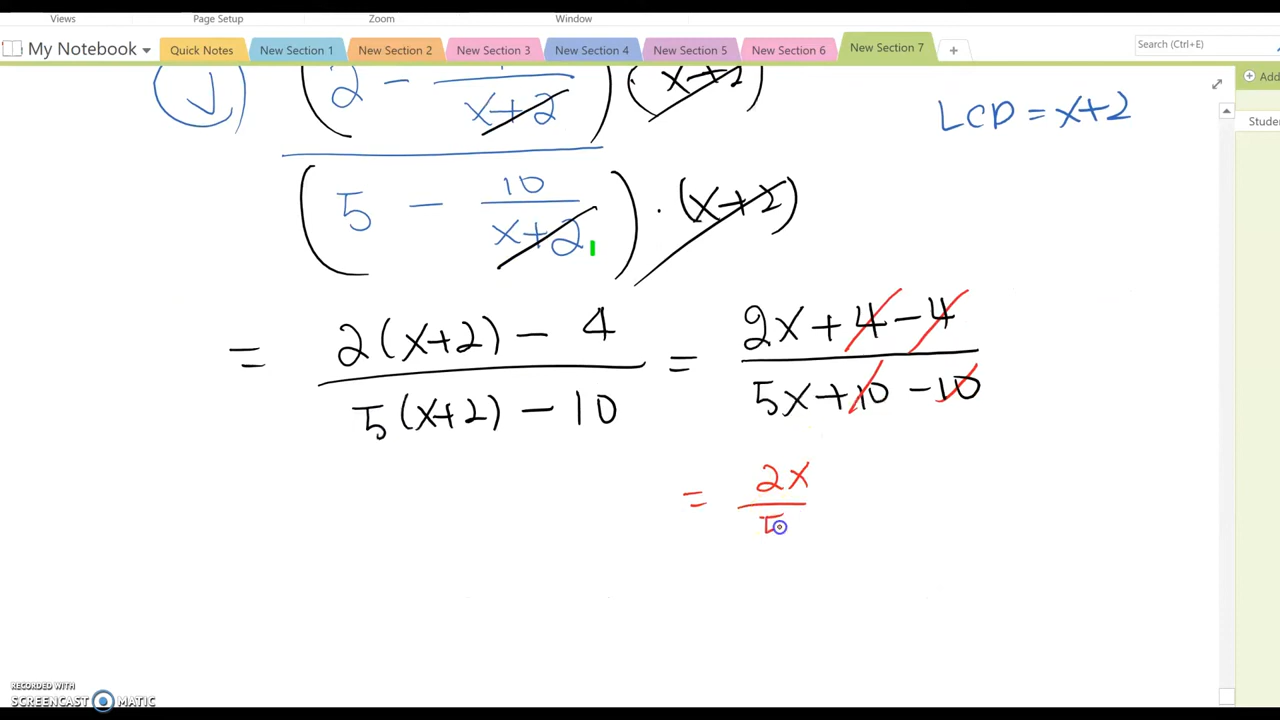 Views Page Setup Zoom Window
My Notebook Quick Notes New Section 1 New Section 2 New Section 3 New Section 4 New Section 5 New Section 6 New Section 7 + Search (Ctrl+E)
Add
Studen
2 - x+2 (x+2)
LCD = x+2
( 5 - 10 / x+2 ) · (x+2)
= 2(x+2) - 4 / 5(x+2) - 10 = 2x + 4 - 4 / 5x + 10 - 10
= 2x / 5
RECORDED WITH
SCREENCAST MATIC